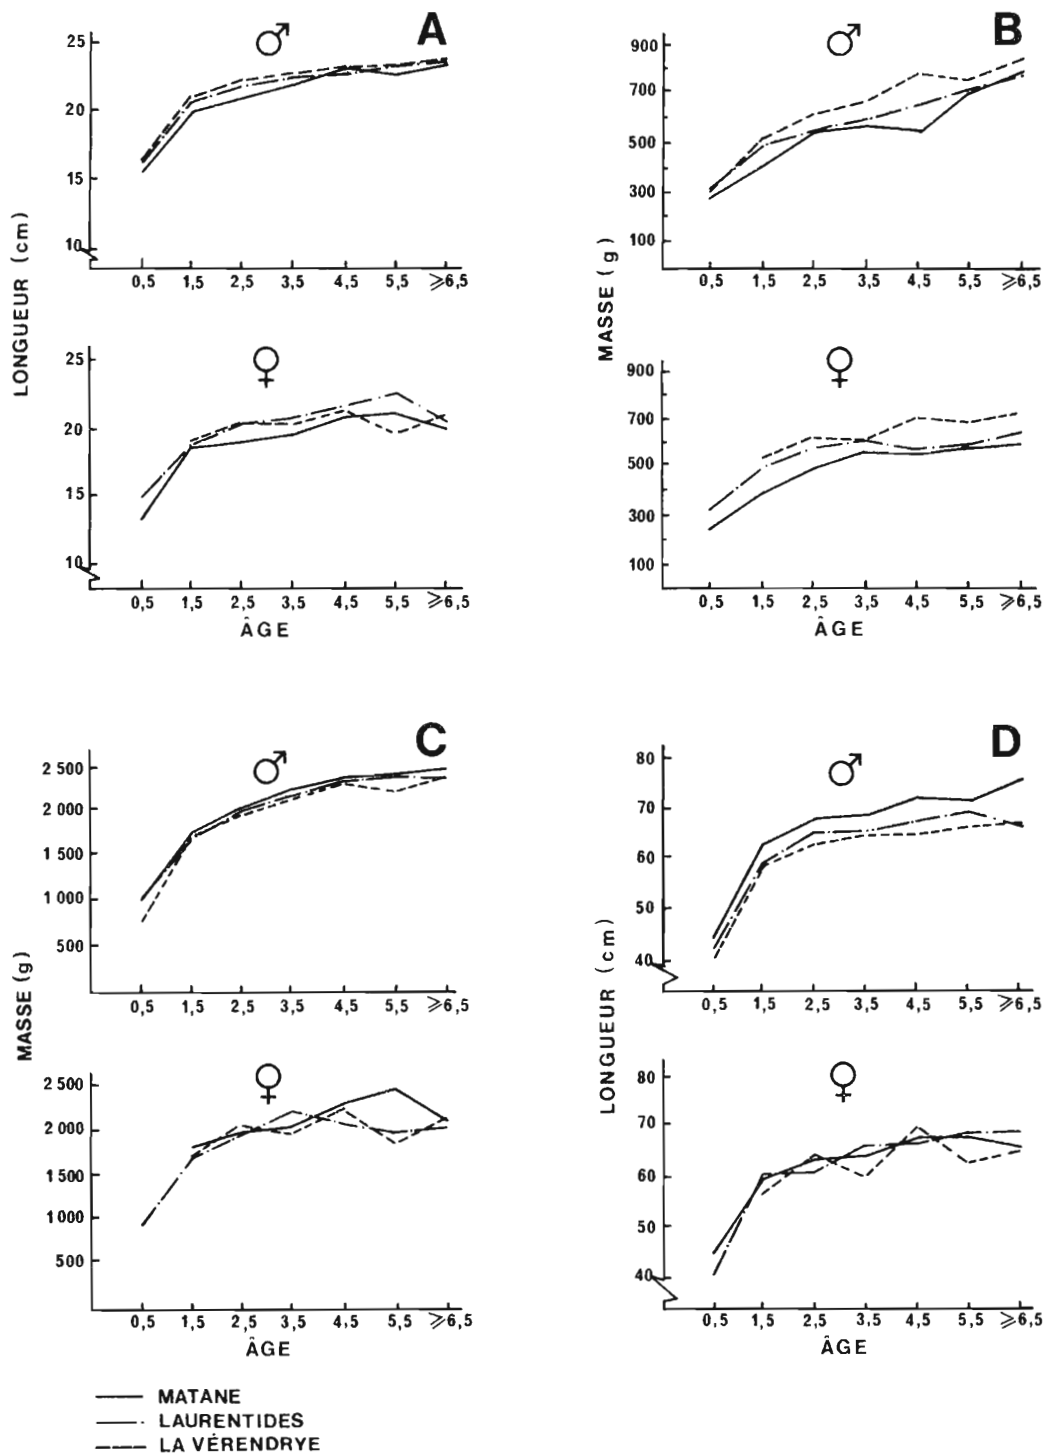 A
♂
25
20
15
10
0,5 1,5 2,5 3,5 4,5 5,5 ⩾6,5
♀
25
20
15
10
0,5 1,5 2,5 3,5 4,5 5,5 ⩾6,5
ÂGE
LONGUEUR (cm)
B
♂
900
700
500
300
100
0,5 1,5 2,5 3,5 4,5 5,5 ⩾6,5
♀
900
700
500
300
100
0,5 1,5 2,5 3,5 4,5 5,5 ⩾6,5
ÂGE
MASSE (g)
C
♂
2 500
2 000
1 500
1 000
500
0,5 1,5 2,5 3,5 4,5 5,5 ⩾6,5
♀
2 500
2 000
1 500
1 000
500
0,5 1,5 2,5 3,5 4,5 5,5 ⩾6,5
ÂGE
MASSE (g)
D
♂
80
70
60
50
40
0,5 1,5 2,5 3,5 4,5 5,5 ⩾6,5
♀
80
70
60
50
40
0,5 1,5 2,5 3,5 4,5 5,5 ⩾6,5
ÂGE
LONGUEUR (cm)
MATANE
LAURENTIDES
LA VÉRENDRYE